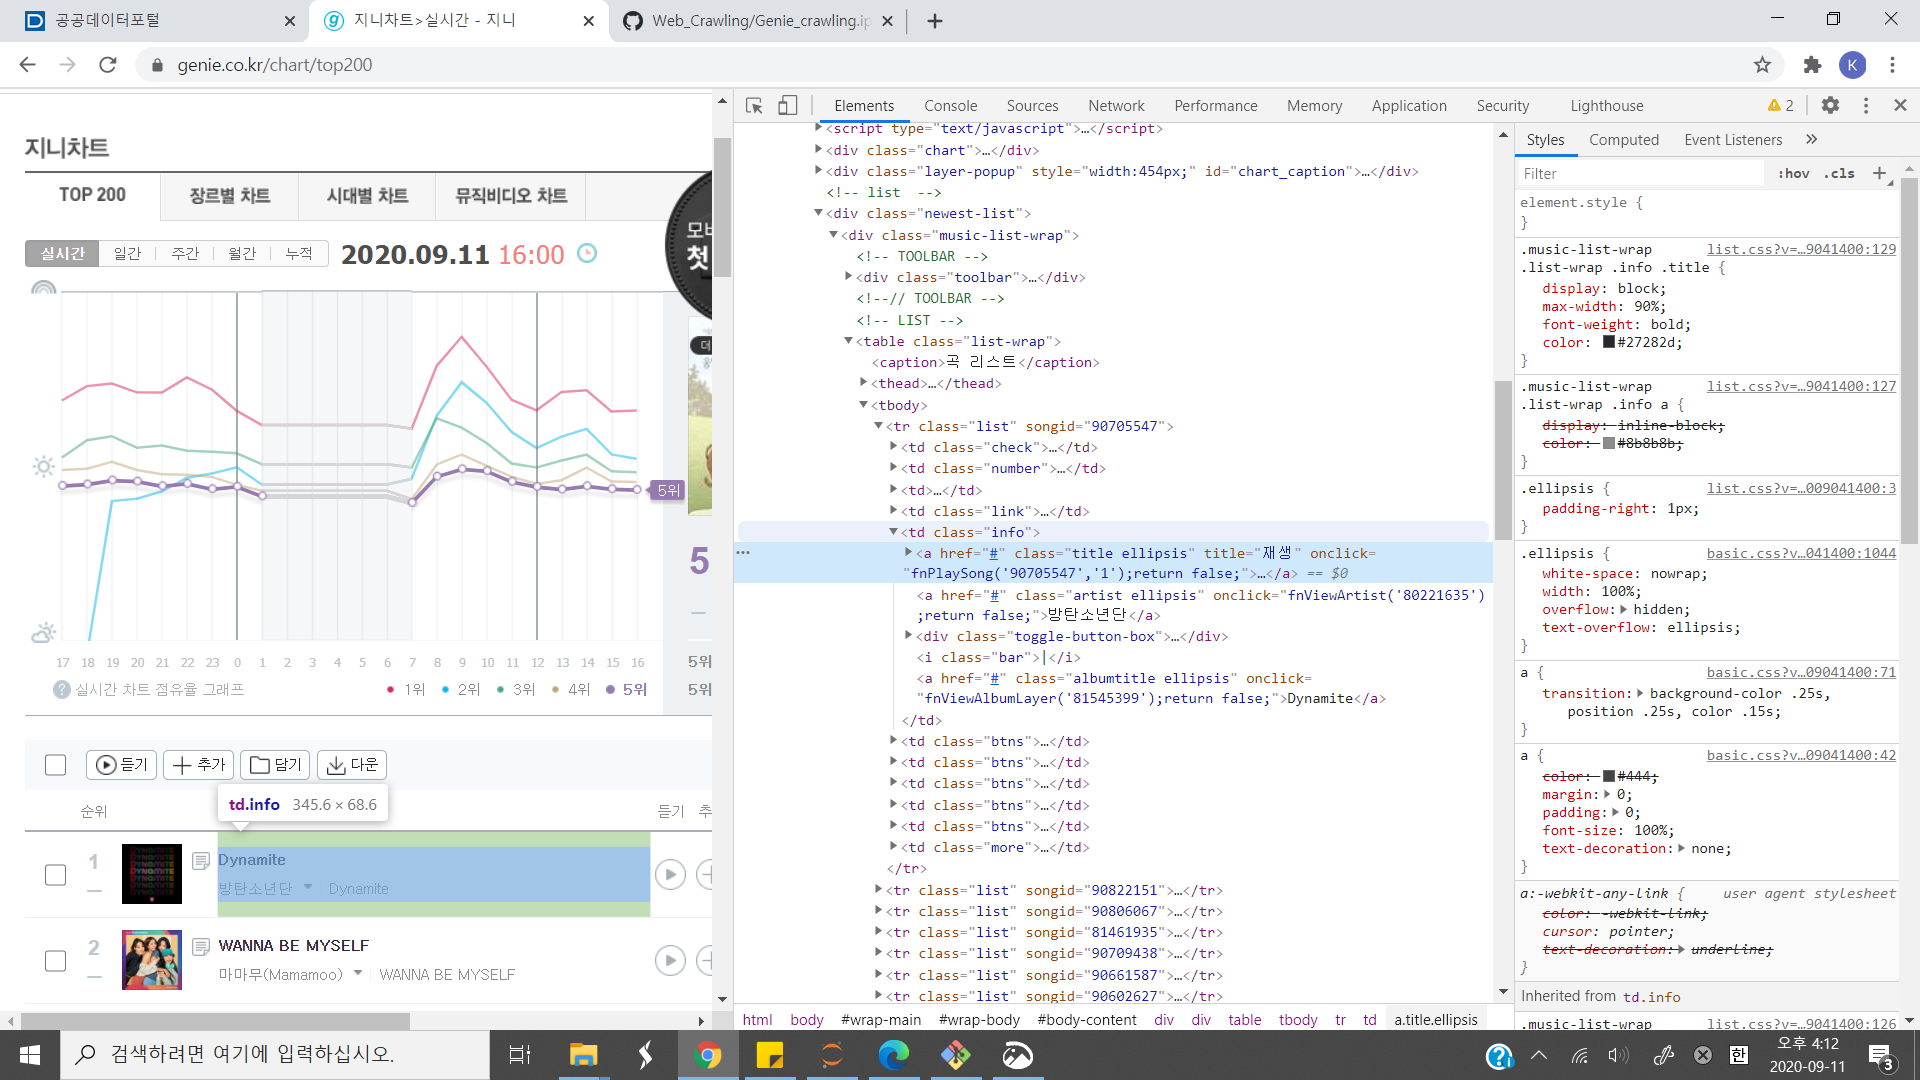 공공데이터포털
지니차트>실시간 - 지니
Web_Crawling/Genie_crawling.ip
genie.co.kr/chart/top200
K
지니차트
TOP 200
장르별 차트
시대별 차트
뮤직비디오 차트
실시간
일간
주간
월간
누적
2020.09.11 16:00
첫
5위
5
17 18 19 20 21 22 23 0 1 2 3 4 5 6 7 8 9 10 11 12 13 14 15 16
5위
? 실시간 차트 점유율 그래프
1위 2위 3위 4위 5위
5위
듣기
추가
담기
다운
td.info 345.6 × 68.6
순위
듣기
추
1
DYNAMITE
Dynamite
방탄소년단
Dynamite
2
WANNA BE MYSELF
마마무(Mamamoo)
WANNA BE MYSELF
Elements Console Sources Network Performance Memory Application Security Lighthouse
2
<script type="text/javascript">…</script>
<div class="chart">…</div>
<div class="layer-popup" style="width:454px;" id="chart_caption">…</div>
<!-- list  -->
<div class="newest-list">
<div class="music-list-wrap">
<!-- TOOLBAR -->
<div class="toolbar">…</div>
<!--// TOOLBAR -->
<!-- LIST -->
<table class="list-wrap">
<caption>곡 리스트</caption>
<thead>…</thead>
<tbody>
<tr class="list" songid="90705547">
<td class="check">…</td>
<td class="number">…</td>
<td>…</td>
<td class="link">…</td>
<td class="info">
<a href="#" class="title ellipsis" title="재생" onclick=
"fnPlaySong('90705547','1');return false;">…</a> == $0
<a href="#" class="artist ellipsis" onclick="fnViewArtist('80221635')
;return false;">방탄소년단</a>
<div class="toggle-button-box">…</div>
<i class="bar">|</i>
<a href="#" class="albumtitle ellipsis" onclick=
"fnViewAlbumLayer('81545399');return false;">Dynamite</a>
</td>
<td class="btns">…</td>
<td class="btns">…</td>
<td class="btns">…</td>
<td class="btns">…</td>
<td class="btns">…</td>
<td class="more">…</td>
</tr>
<tr class="list" songid="90822151">…</tr>
<tr class="list" songid="90806067">…</tr>
<tr class="list" songid="81461935">…</tr>
<tr class="list" songid="90709438">…</tr>
<tr class="list" songid="90661587">…</tr>
<tr class="list" songid="90602627">…</tr>
html body #wrap-main #wrap-body #body-content div div table tbody tr td a.title.ellipsis
Styles Computed Event Listeners »
Filter
:hov .cls +
element.style {
}
.music-list-wrap list.css?v=…9041400:129
.list-wrap .info .title {
display: block;
max-width: 90%;
font-weight: bold;
color: #27282d;
}
.music-list-wrap list.css?v=…9041400:127
.list-wrap .info a {
display: inline-block;
color: #8b8b8b;
}
.ellipsis { list.css?v=…009041400:3
padding-right: 1px;
}
.ellipsis { basic.css?v…041400:1044
white-space: nowrap;
width: 100%;
overflow: hidden;
text-overflow: ellipsis;
}
a { basic.css?v…09041400:71
transition: background-color .25s,
position .25s, color .15s;
}
a { basic.css?v…09041400:42
color: #444;
margin: 0;
padding: 0;
font-size: 100%;
text-decoration: none;
}
a:-webkit-any-link { user agent stylesheet
color: -webkit-link;
cursor: pointer;
text-decoration: underline;
}
Inherited from td.info
.music-list-wrap list.css?v=…9041400:126
검색하려면 여기에 입력하십시오.
한
오후 4:12
2020-09-11
3